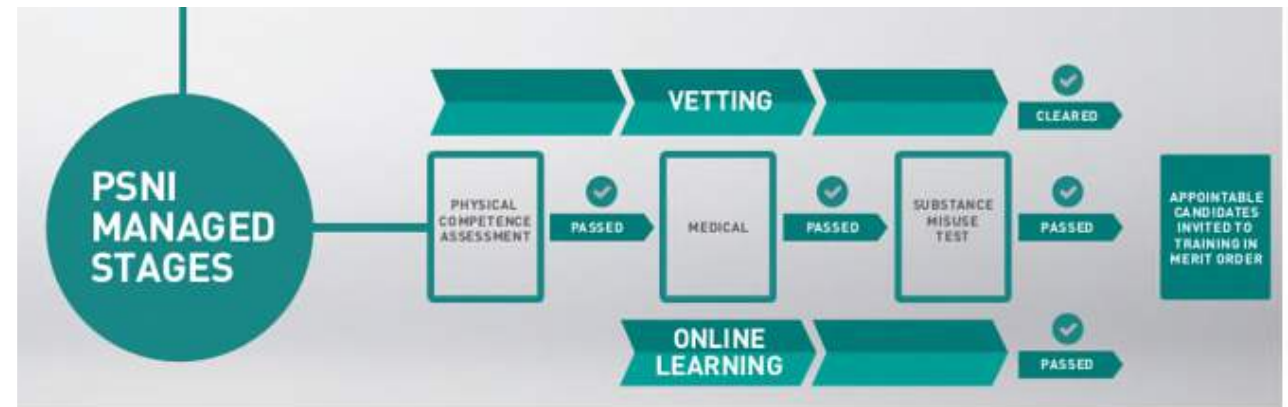 PSNI
MANAGED
STAGES
VETTING
CLEARED
PHYSICAL
COMPETENCE
ASSESSMENT
PASSED
MEDICAL
PASSED
SUBSTANCE
MISUSE
TEST
PASSED
APPOINTABLE
CANDIDATES
INVITED TO
TRAINING IN
MERIT ORDER
ONLINE
LEARNING
PASSED